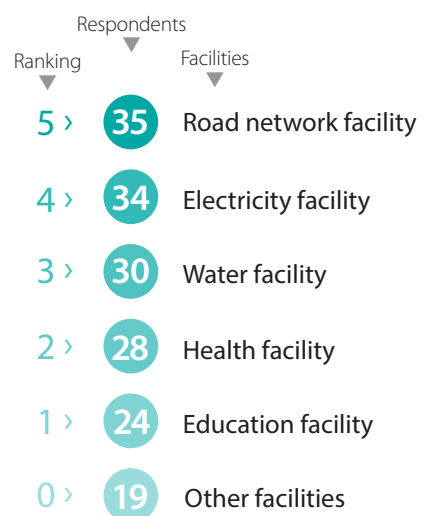 Respondents
Ranking Facilities
5 › 35 Road network facility
4 › 34 Electricity facility
3 › 30 Water facility
2 › 28 Health facility
1 › 24 Education facility
0 › 19 Other facilities